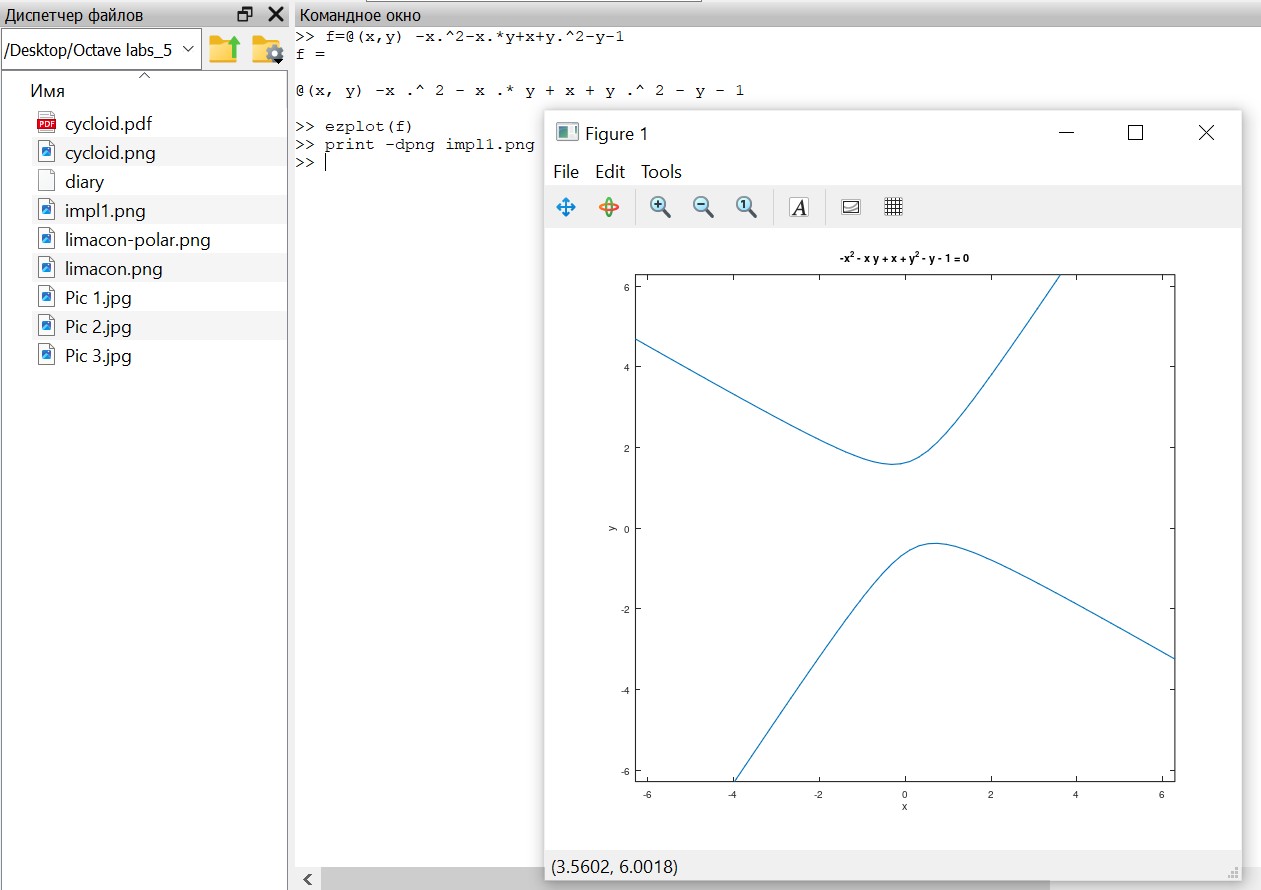 Диспетчер файлов
/Desktop/Octave labs_5
Имя
cycloid.pdf
cycloid.png
diary
impl1.png
limacon-polar.png
limacon.png
Pic 1.jpg
Pic 2.jpg
Pic 3.jpg
Командное окно
>> f=@(x,y) -x.^2-x.*y+x+y.^2-y-1
f =
@(x, y) -x .^ 2 - x .* y + x + y .^ 2 - y - 1
>> ezplot(f)
>> print -dpng impl1.png
>>
Figure 1
File Edit Tools
-x² - x y + x + y² - y - 1 = 0
6
4
2
0
-2
-4
-6
y
-6 -4 -2 0 2 4 6
x
(3.5602, 6.0018)